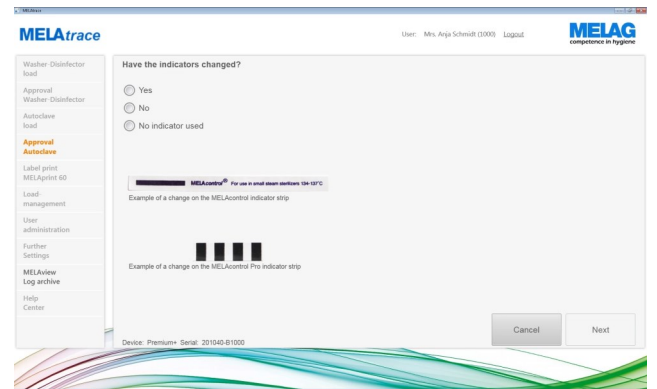 MELAtrace
MELAtrace
User: Mrs. Anja Schmidt (1000) Logout
MELAG
competence in hygiene
Washer-Disinfector
load
Approval
Washer-Disinfector
Autoclave
load
Approval
Autoclave
Label print
MELAprint 60
Load-
management
User
administration
Further
Settings
MELAview
Log archive
Help
Center
Have the indicators changed?
Yes
No
No indicator used
MELAcontrol® For use in small steam sterilizers 134-137°C
Example of a change on the MELAcontrol indicator strip
Example of a change on the MELAcontrol Pro indicator strip
Device: Premium+ Serial: 201040-B1000
Cancel
Next